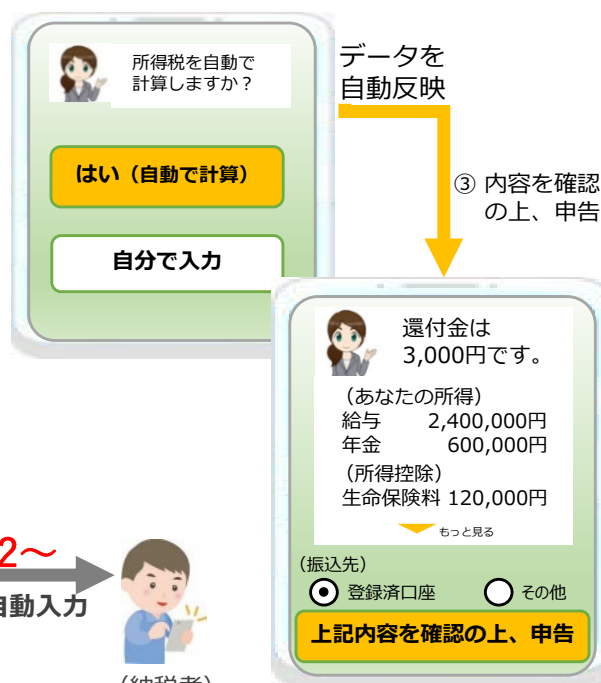 所得税を自動で
計算しますか？
はい（自動で計算）
自分で入力
データを
自動反映
③ 内容を確認
の上、申告
還付金は
3,000円です。
（あなたの所得）
給与 2,400,000円
年金 600,000円
（所得控除）
生命保険料 120,000円
もっと見る
（振込先）
登録済口座 その他
上記内容を確認の上、申告
2～
自動入力
（納税者）